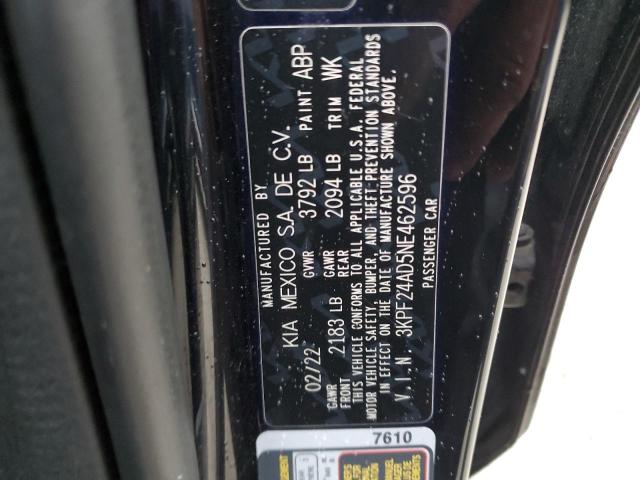 MANUFACTURED BY
KIA MEXICO S.A. DE C.V.
02/22 GVWR 3792 LB PAINT ABP
GAWR FRONT 2183 LB GAWR REAR 2094 LB TRIM WK
THIS VEHICLE CONFORMS TO ALL APPLICABLE U.S.A. FEDERAL
MOTOR VEHICLE SAFETY, BUMPER, AND THEFT PREVENTION STANDARDS
IN EFFECT ON THE DATE OF MANUFACTURE SHOWN ABOVE.
V.I.N. 3KPF24AD5NE462596
PASSENGER CAR
7610